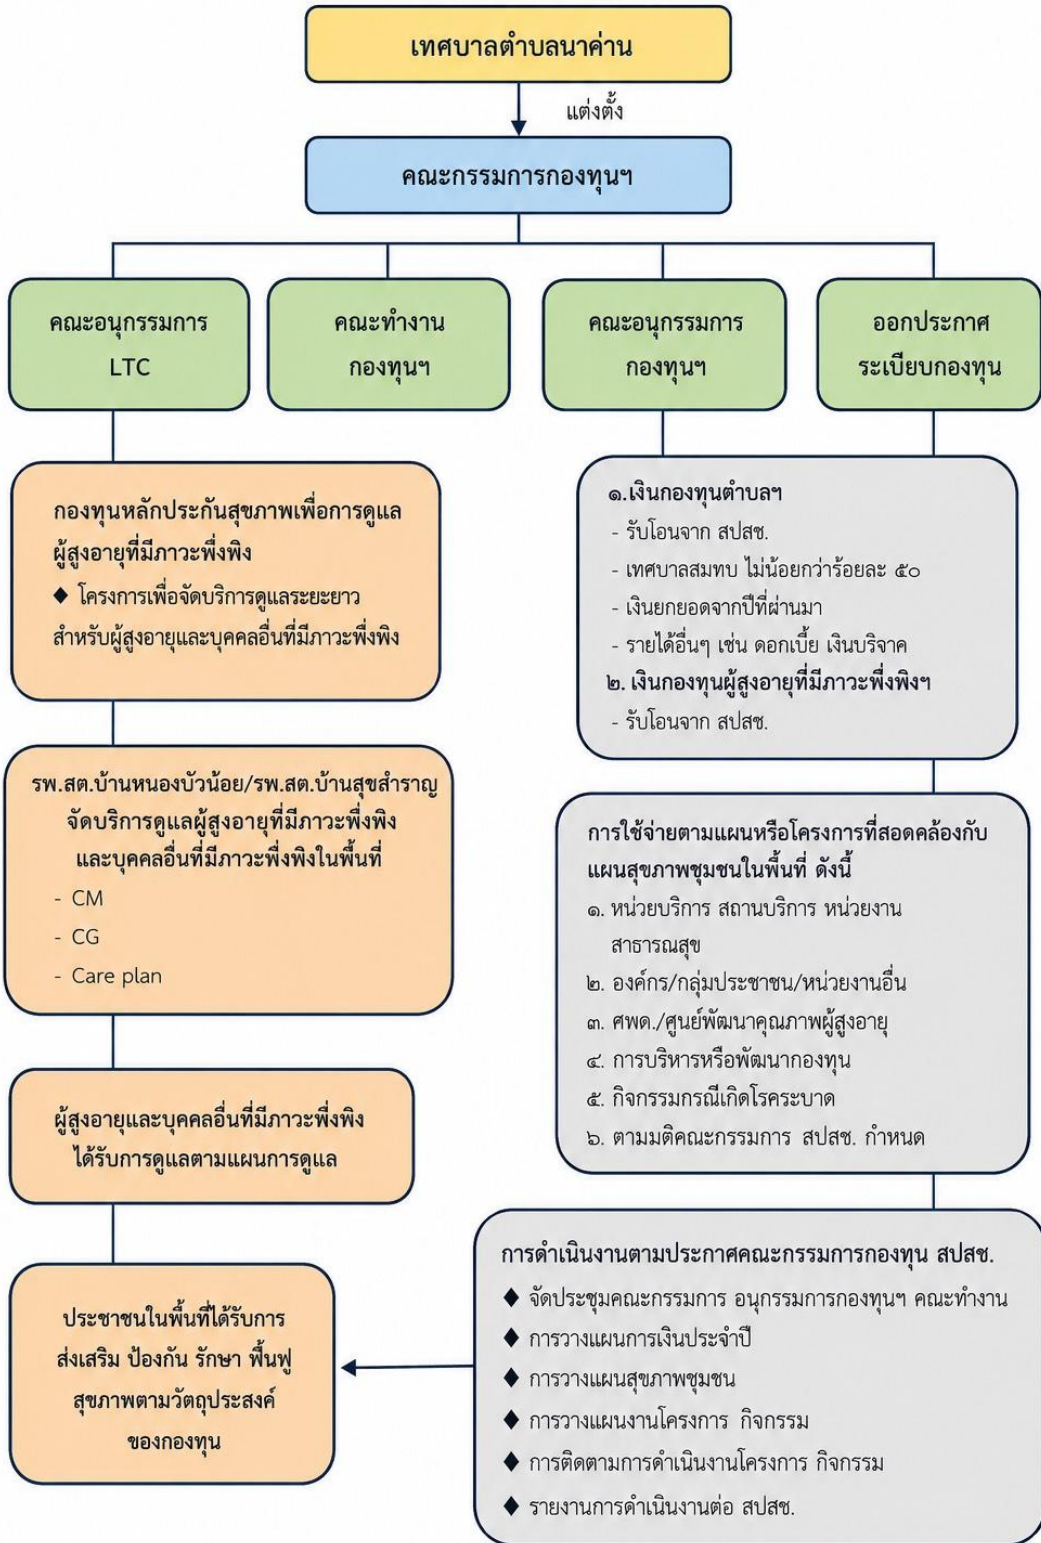 เทศบาลตำบลนาค่าน
แต่งตั้ง
คณะกรรมการกองทุนฯ
คณะอนุกรรมการ
LTC
คณะทำงาน
กองทุนฯ
คณะอนุกรรมการ
กองทุนฯ
ออกประกาศ
ระเบียบกองทุน
กองทุนหลักประกันสุขภาพเพื่อการดูแล
ผู้สูงอายุที่มีภาวะพึ่งพิง
◆ โครงการเพื่อจัดบริการดูแลระยะยาว
สำหรับผู้สูงอายุและบุคคลอื่นที่มีภาวะพึ่งพิง
รพ.สต.บ้านหนองบัวน้อย/รพ.สต.บ้านสุขสำราญ
จัดบริการดูแลผู้สูงอายุที่มีภาวะพึ่งพิง
และบุคคลอื่นที่มีภาวะพึ่งพิงในพื้นที่
- CM
- CG
- Care plan
ผู้สูงอายุและบุคคลอื่นที่มีภาวะพึ่งพิง
ได้รับการดูแลตามแผนการดูแล
ประชาชนในพื้นที่ได้รับการ
ส่งเสริม ป้องกัน รักษา ฟื้นฟู
สุขภาพตามวัตถุประสงค์
ของกองทุน
๑.เงินกองทุนตำบลฯ
- รับโอนจาก สปสช.
- เทศบาลสมทบ ไม่น้อยกว่าร้อยละ ๕๐
- เงินยกยอดจากปีที่ผ่านมา
- รายได้อื่นๆ เช่น ดอกเบี้ย เงินบริจาค
๒. เงินกองทุนผู้สูงอายุที่มีภาวะพึ่งพิงฯ
- รับโอนจาก สปสช.
การใช้จ่ายตามแผนหรือโครงการที่สอดคล้องกับ
แผนสุขภาพชุมชนในพื้นที่ ดังนี้
๑. หน่วยบริการ สถานบริการ หน่วยงาน
สาธารณสุข
๒. องค์กร/กลุ่มประชาชน/หน่วยงานอื่น
๓. ศพด./ศูนย์พัฒนาคุณภาพผู้สูงอายุ
๔. การบริหารหรือพัฒนากองทุน
๕. กิจกรรมกรณีเกิดโรคระบาด
๖. ตามมติคณะกรรมการ สปสช. กำหนด
การดำเนินงานตามประกาศคณะกรรมการกองทุน สปสช.
◆ จัดประชุมคณะกรรมการ อนุกรรมการกองทุนฯ คณะทำงาน
◆ การวางแผนการเงินประจำปี
◆ การวางแผนสุขภาพชุมชน
◆ การวางแผนงานโครงการ กิจกรรม
◆ การติดตามการดำเนินงานโครงการ กิจกรรม
◆ รายงานการดำเนินงานต่อ สปสช.